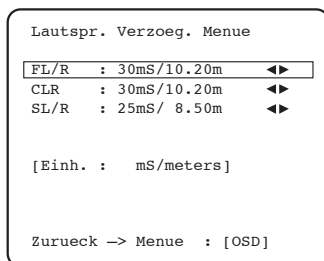 Lautspr. Verzoeg. Menue
FL/R : 30mS/10.20m ◄►
CLR : 30mS/10.20m ◄►
SL/R : 25mS/ 8.50m ◄►
[Einh. : mS/meters]
Zurueck —> Menue : [OSD]